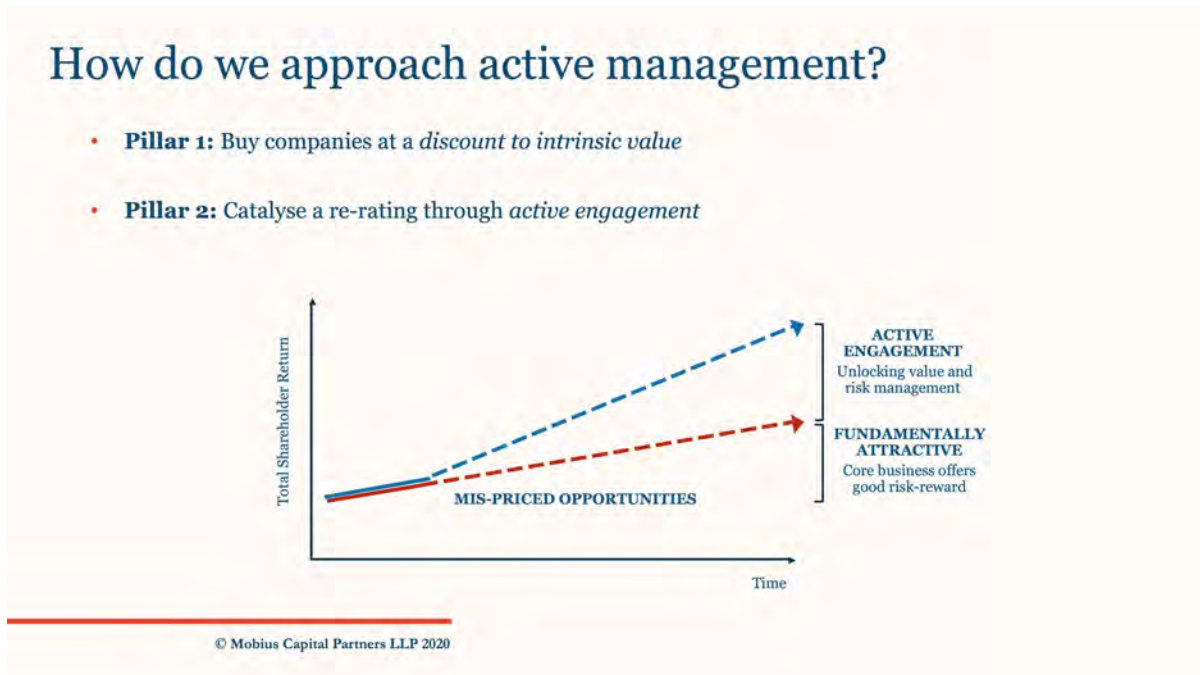 How do we approach active management?
• Pillar 1: Buy companies at a discount to intrinsic value
• Pillar 2: Catalyse a re-rating through active engagement
Total Shareholder Return
ACTIVE
ENGAGEMENT
Unlocking value and
risk management
FUNDAMENTALLY
ATTRACTIVE
Core business offers
good risk-reward
MIS-PRICED OPPORTUNITIES
Time
© Mobius Capital Partners LLP 2020